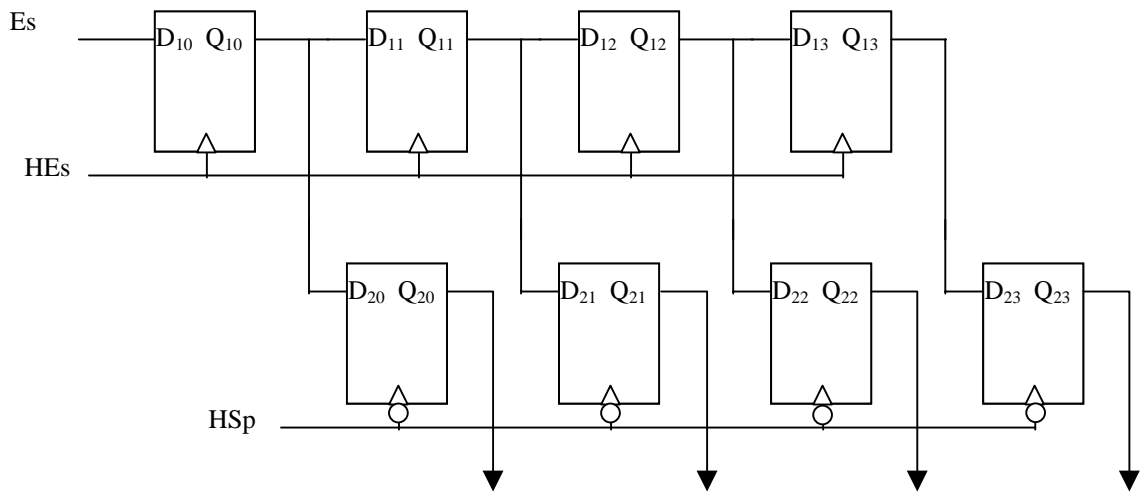 Es
D₁₀ Q₁₀ D₁₁ Q₁₁ D₁₂ Q₁₂ D₁₃ Q₁₃
HEs
D₂₀ Q₂₀ D₂₁ Q₂₁ D₂₂ Q₂₂ D₂₃ Q₂₃
HSp